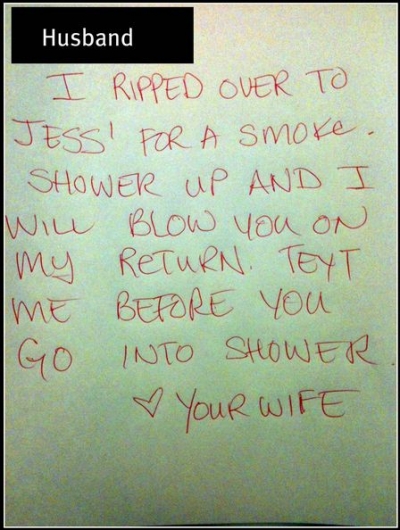 Husband
I RIPPED OVER TO
JESS' FOR A SMOKE.
SHOWER UP AND I
WILL BLOW YOU ON
MY RETURN. TEXT
ME BEFORE YOU
GO INTO SHOWER.
♡ YOUR WIFE